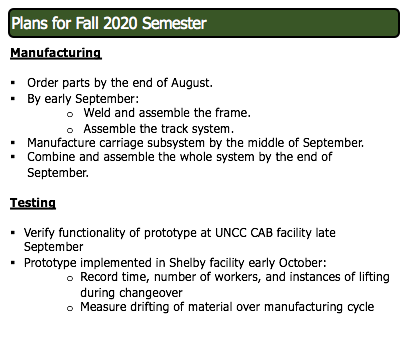 Plans for Fall 2020 Semester
Manufacturing
▪ Order parts by the end of August.
▪ By early September:
o Weld and assemble the frame.
o Assemble the track system.
▪ Manufacture carriage subsystem by the middle of September.
▪ Combine and assemble the whole system by the end of
September.
Testing
▪ Verify functionality of prototype at UNCC CAB facility late
September
▪ Prototype implemented in Shelby facility early October:
o Record time, number of workers, and instances of lifting
during changeover
o Measure drifting of material over manufacturing cycle